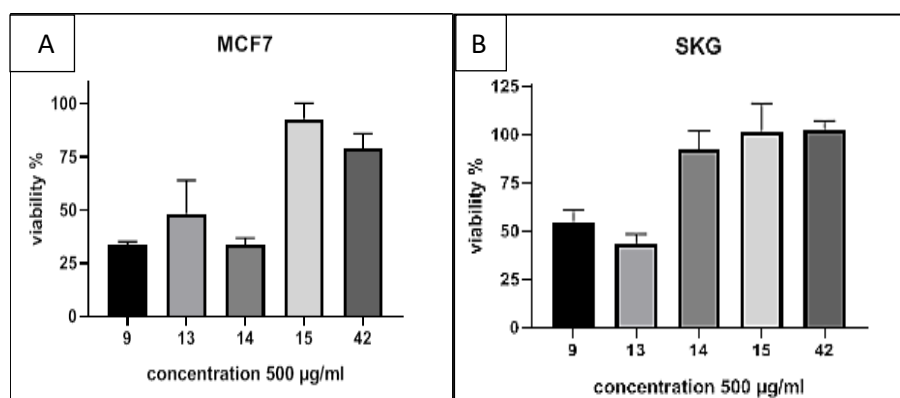 A
MCF7
viability %
100
75
50
25
0
9 13 14 15 42
concentration 500 µg/ml
B
SKG
viability %
125
100
75
50
25
0
9 13 14 15 42
concentration 500 µg/ml